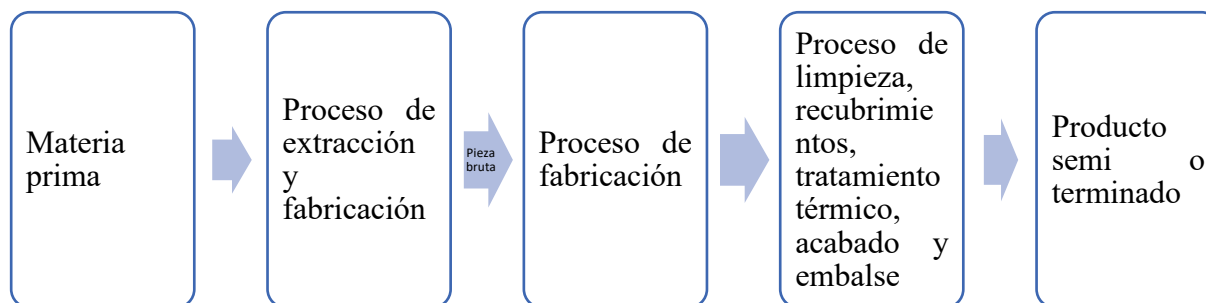 Materia
prima
Proceso de
extracción
y
fabricación
Pieza
bruta
Proceso de
fabricación
Proceso de
limpieza,
recubrimie
ntos,
tratamiento
térmico,
acabado y
embalse
Producto
semi o
terminado